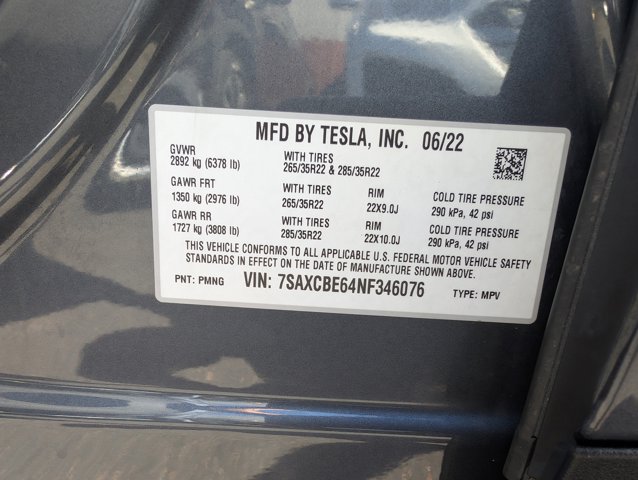 MFD BY TESLA, INC. 06/22
GVWR
2892 kg (6378 lb)
WITH TIRES
265/35R22 & 285/35R22
GAWR FRT
1350 kg (2976 lb)
WITH TIRES
265/35R22
RIM
22X9.0J
COLD TIRE PRESSURE
290 kPa, 42 psi
GAWR RR
1727 kg (3808 lb)
WITH TIRES
285/35R22
RIM
22X10.0J
COLD TIRE PRESSURE
290 kPa, 42 psi
THIS VEHICLE CONFORMS TO ALL APPLICABLE U.S. FEDERAL MOTOR VEHICLE SAFETY
STANDARDS IN EFFECT ON THE DATE OF MANUFACTURE SHOWN ABOVE.
PNT: PMNG VIN: 7SAXCBE64NF346076 TYPE: MPV